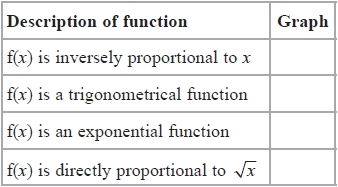 Description of function Graph
f(x) is inversely proportional to x
f(x) is a trigonometrical function
f(x) is an exponential function
f(x) is directly proportional to √x